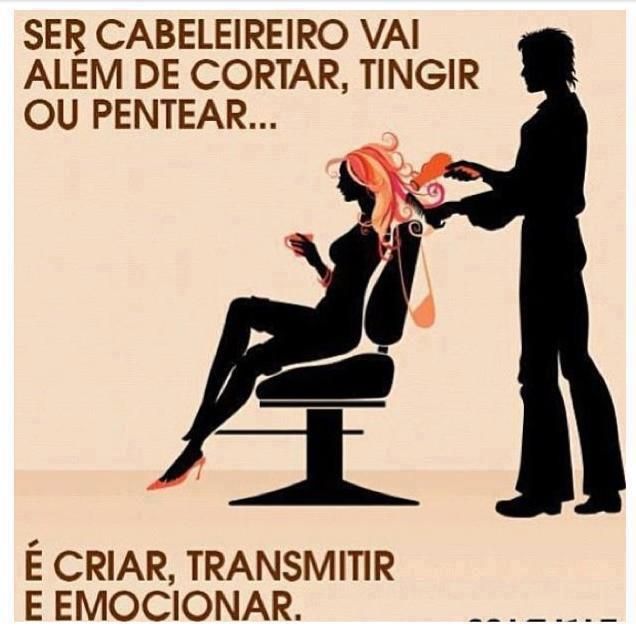 SER CABELEIREIRO VAI
ALÉM DE CORTAR, TINGIR
OU PENTEAR...
É CRIAR, TRANSMITIR
E EMOCIONAR.